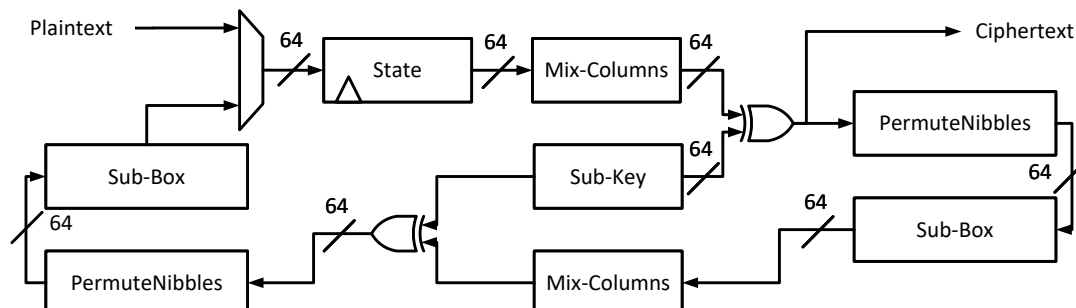 Plaintext
64
State
64
Mix-Columns
64
Ciphertext
PermuteNibbles
64
Sub-Box
Sub-Key
64
64
64
64
Sub-Box
PermuteNibbles
Mix-Columns